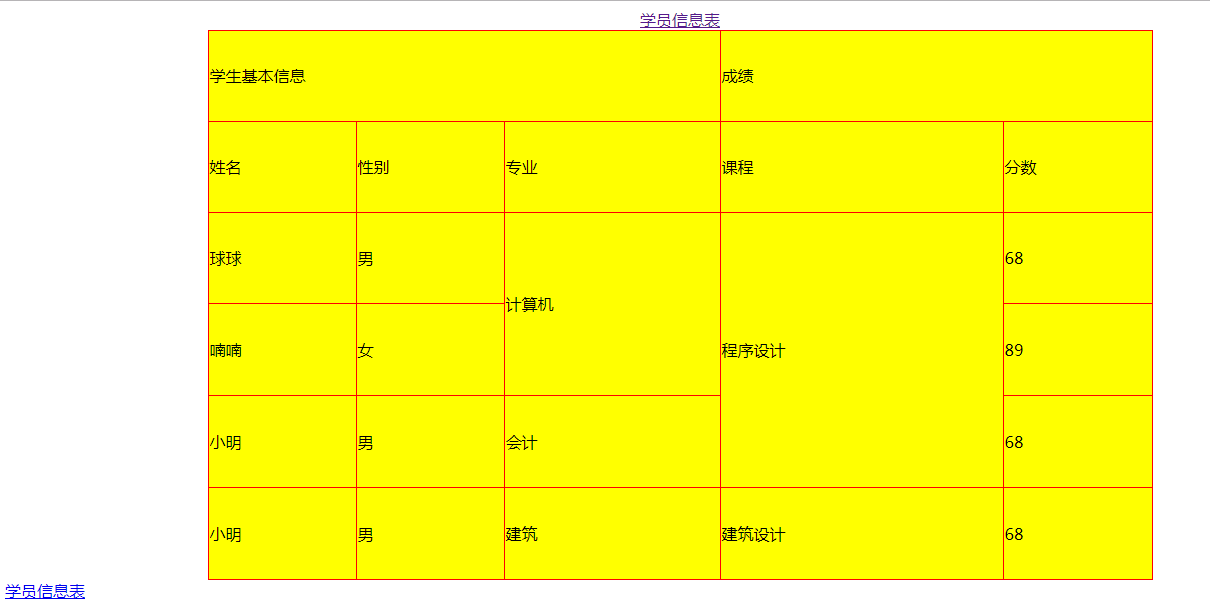 学员信息表
学生基本信息 成绩
姓名 性别 专业 课程 分数
球球 男 计算机 程序设计 68
喃喃 女 89
小明 男 会计 68
小明 男 建筑 建筑设计 68
学员信息表